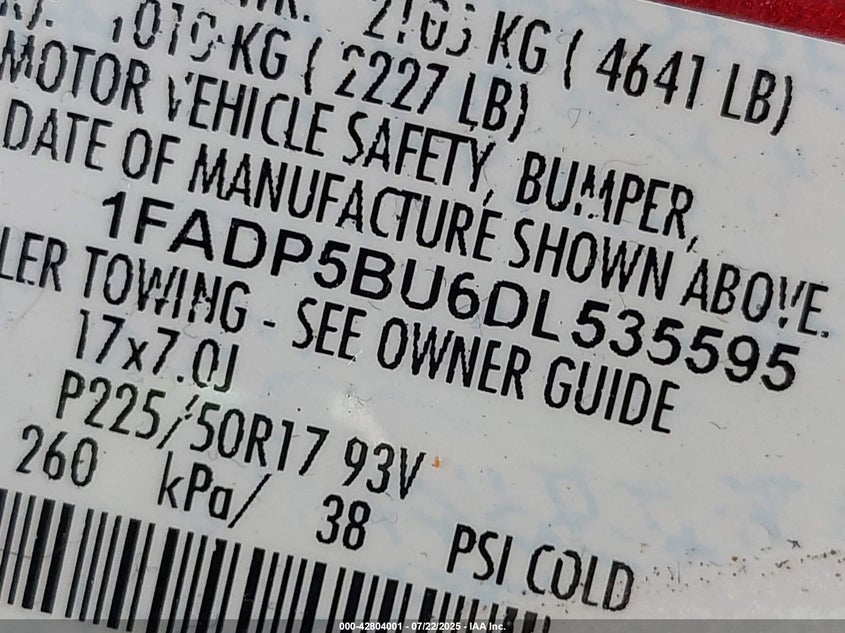 2105 KG ( 4641 LB)
1010 KG ( 2227 LB)
MOTOR VEHICLE SAFETY, BUMPER,
DATE OF MANUFACTURE SHOWN ABOVE.
1FADP5BU6DL535595
LER TOWING - SEE OWNER GUIDE
17x7.0J
P225/50R17 93V
260 kPa/ 38 PSI COLD
000-42804001 - 07/22/2025 - IAA Inc.